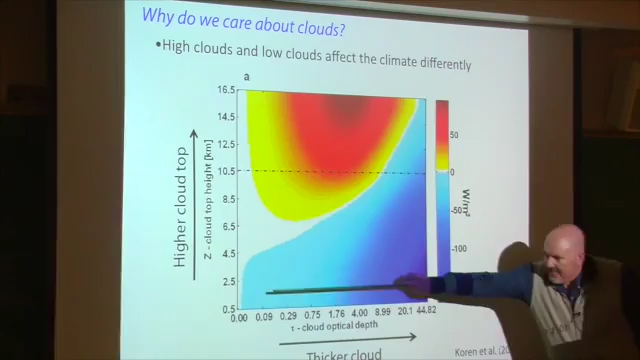 Why do we care about clouds?
•High clouds and low clouds affect the climate differently
a
16.5
14.5
12.5
10.5
8.5
6.5
4.5
2.5
0.5
Higher cloud top
Z - cloud top height [km]
0.00 0.09 0.29 0.75 1.76 4.00 8.99 20.1 44.82
τ - cloud optical depth
Thicker cloud
50
0
-50
-100
W/m²
Koren et al. (20